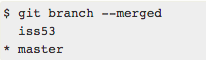 $ git branch --merged
  iss53
* master